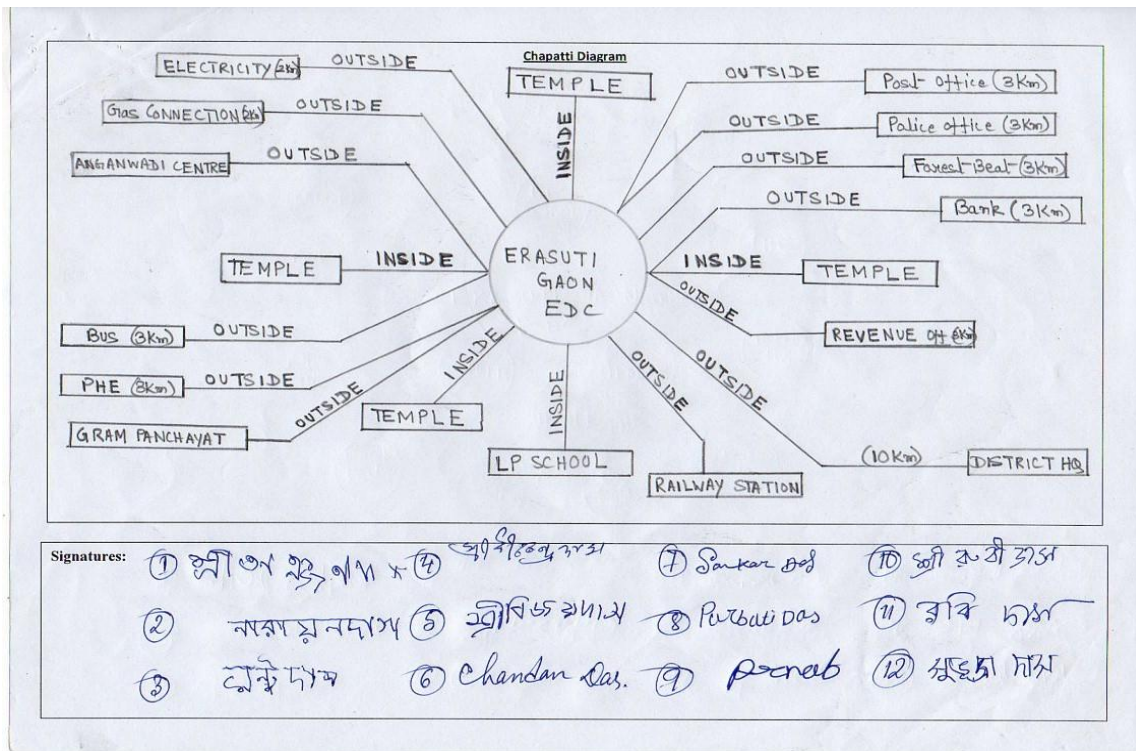 Chapatti Diagram
ELECTRICITY (2km) OUTSIDE
TEMPLE
INSIDE
OUTSIDE Post office (3Km)
Gas CONNECTION (2km) OUTSIDE
OUTSIDE Police office (3Km)
ANGANWADI CENTRE OUTSIDE
OUTSIDE Forest Beat (3Km)
OUTSIDE Bank (3Km)
TEMPLE INSIDE
ERASUTI
GAON
EDC
INSIDE TEMPLE
OUTSIDE REVENUE Off
BUS (3Km) OUTSIDE
PHE OUTSIDE
GRAM PANCHAYAT OUTSIDE
INSIDE
TEMPLE
INSIDE
LP SCHOOL
OUTSIDE
RAILWAY STATION
OUTSIDE (10Km) DISTRICT HQ
Signatures:
1
2 নারায়নদাস
3 দাস
4
5 শ্রীবিজয়দাস
6 Chandan Das.
7 Sankar Das
8 Parbati Das
9
10 শ্রী রুবী দাস
11 রবি দাস
12 দাস